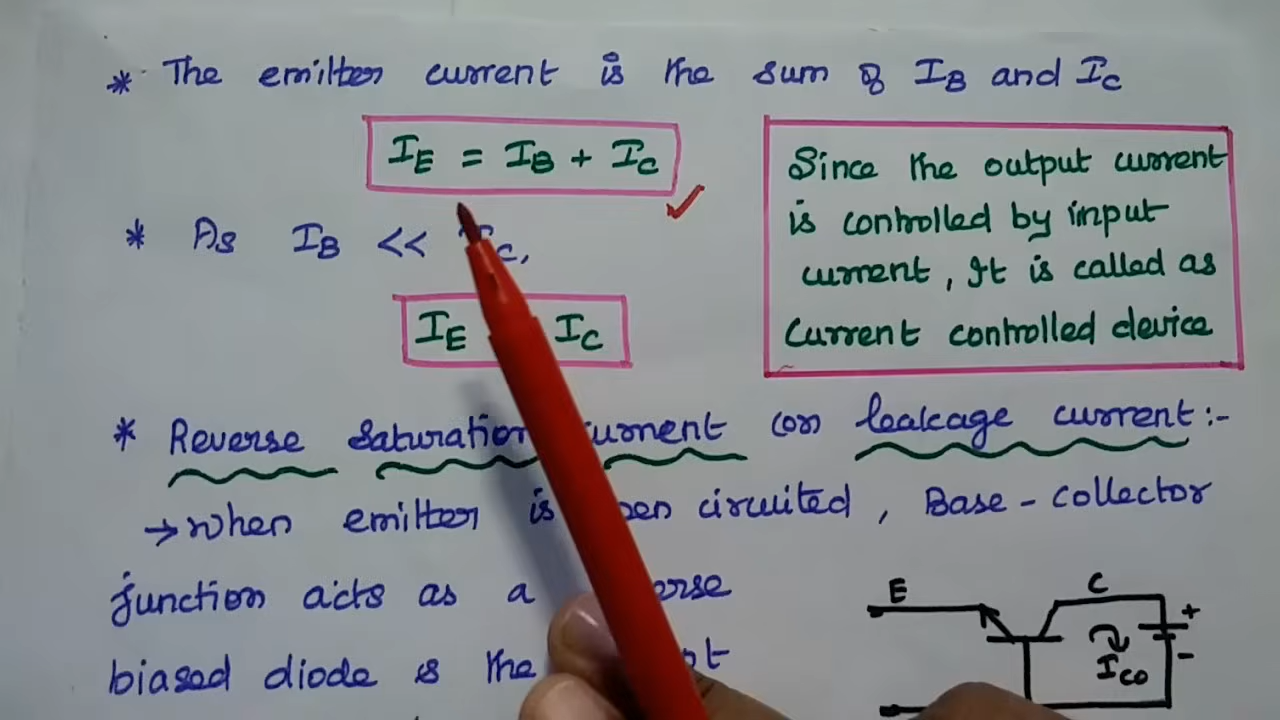 * The emitter current is the sum of IB and IC
IE = IB + IC
* As IB << IC,
IE IC
Since the output current
is controlled by input
current, It is called as
Current controlled device
* Reverse saturation current (or) leakage current:-
→ When emitter is open circuited, Base-collector
junction acts as a
biased diode is the
E
C
+
-
ICO